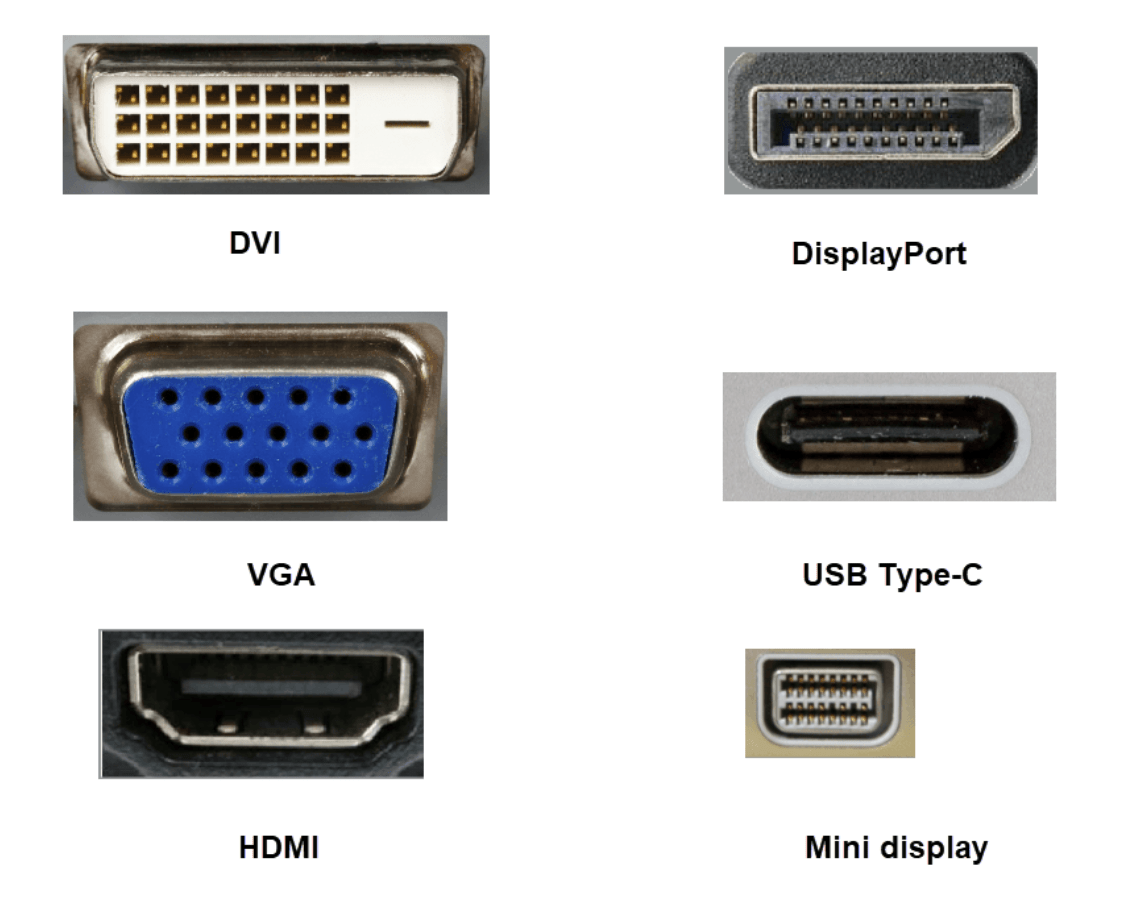 DVI
DisplayPort
VGA
USB Type-C
HDMI
Mini display